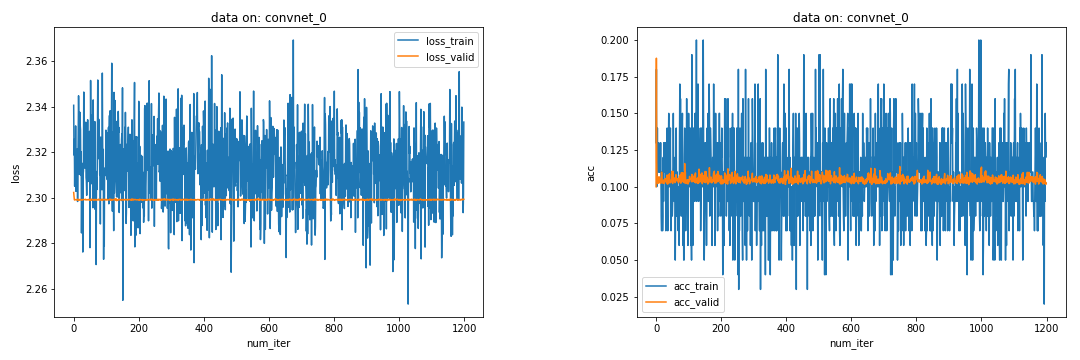 data on: convnet_0
loss_train
loss_valid
2.36
2.34
2.32
2.30
2.28
2.26
loss
0
200
400
600
800
1000
1200
num_iter
data on: convnet_0
0.200
0.175
0.150
0.125
0.100
0.075
0.050
0.025
acc
acc_train
acc_valid
0
200
400
600
800
1000
1200
num_iter